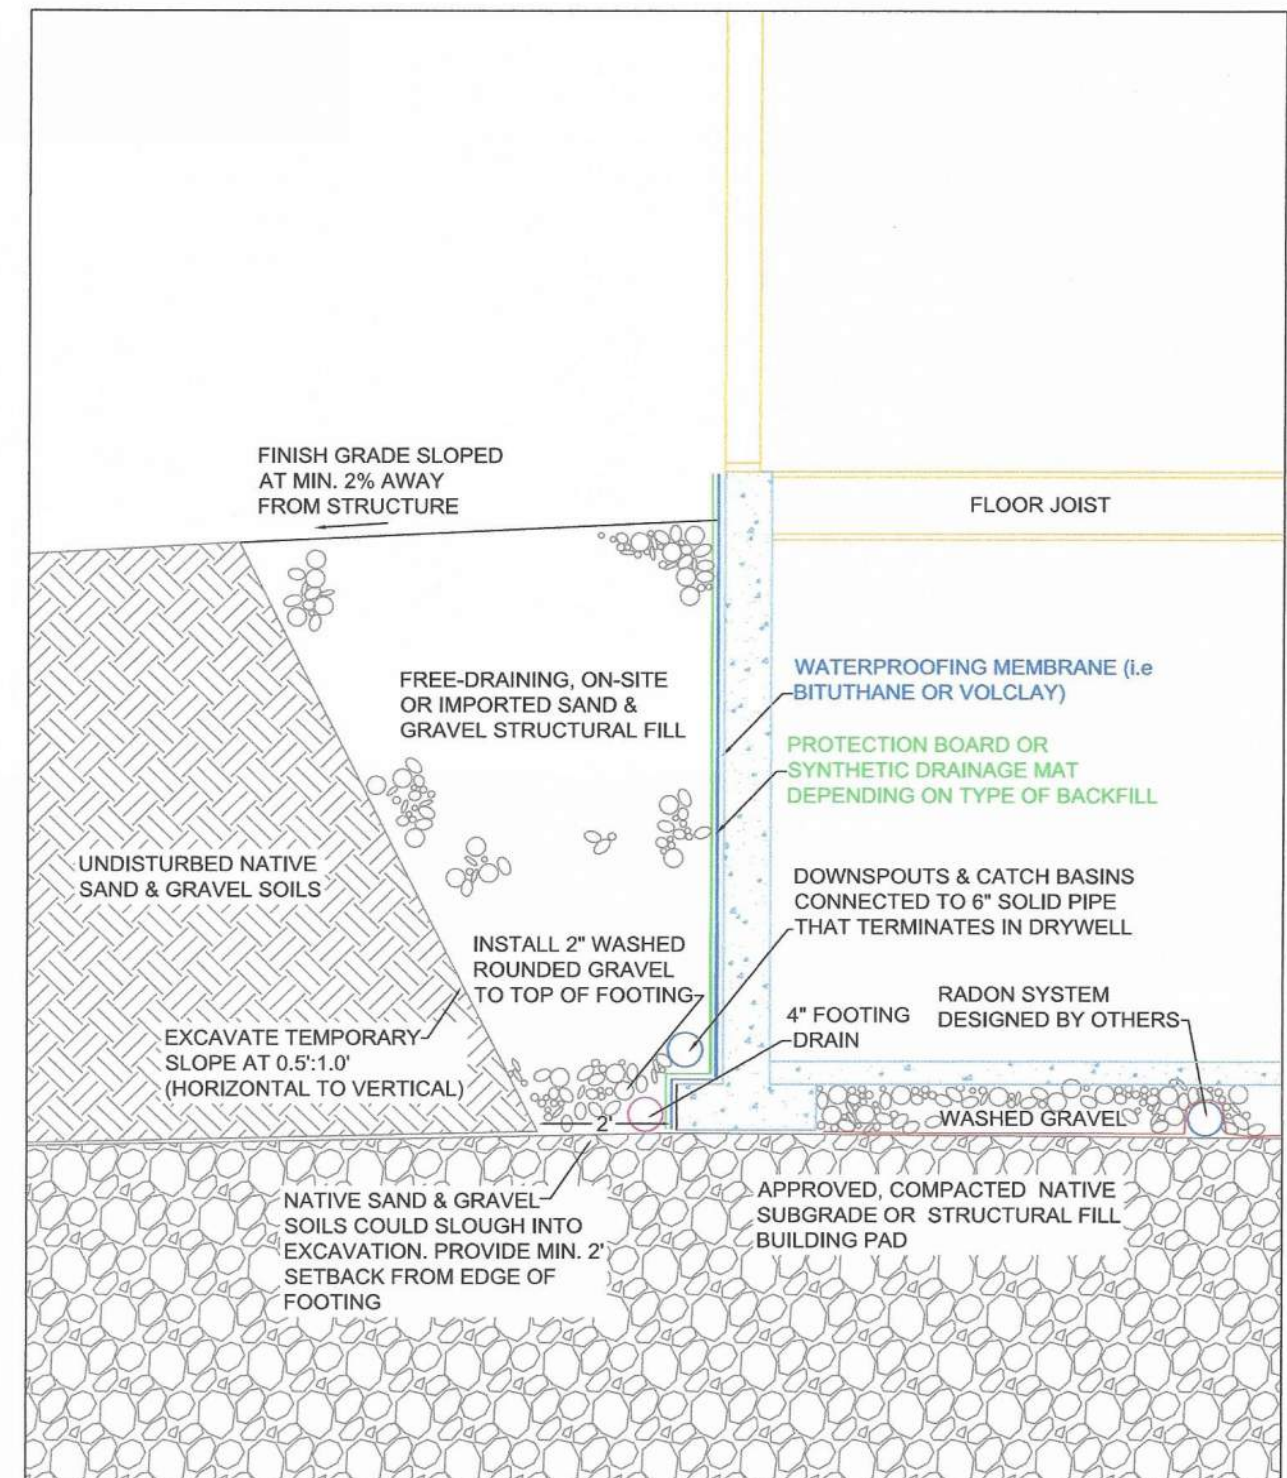 FINISH GRADE SLOPED
AT MIN. 2% AWAY
FROM STRUCTURE
FLOOR JOIST
FREE-DRAINING, ON-SITE
OR IMPORTED SAND &
GRAVEL STRUCTURAL FILL
WATERPROOFING MEMBRANE (i.e
BITUTHANE OR VOLCLAY)
PROTECTION BOARD OR
SYNTHETIC DRAINAGE MAT
DEPENDING ON TYPE OF BACKFILL
UNDISTURBED NATIVE
SAND & GRAVEL SOILS
DOWNSPOUTS & CATCH BASINS
CONNECTED TO 6" SOLID PIPE
THAT TERMINATES IN DRYWELL
INSTALL 2" WASHED
ROUNDED GRAVEL
TO TOP OF FOOTING
4" FOOTING
DRAIN
RADON SYSTEM
DESIGNED BY OTHERS
EXCAVATE TEMPORARY
SLOPE AT 0.5':1.0'
(HORIZONTAL TO VERTICAL)
2'
WASHED GRAVEL
NATIVE SAND & GRAVEL
SOILS COULD SLOUGH INTO
EXCAVATION. PROVIDE MIN. 2'
SETBACK FROM EDGE OF
FOOTING
APPROVED, COMPACTED NATIVE
SUBGRADE OR STRUCTURAL FILL
BUILDING PAD